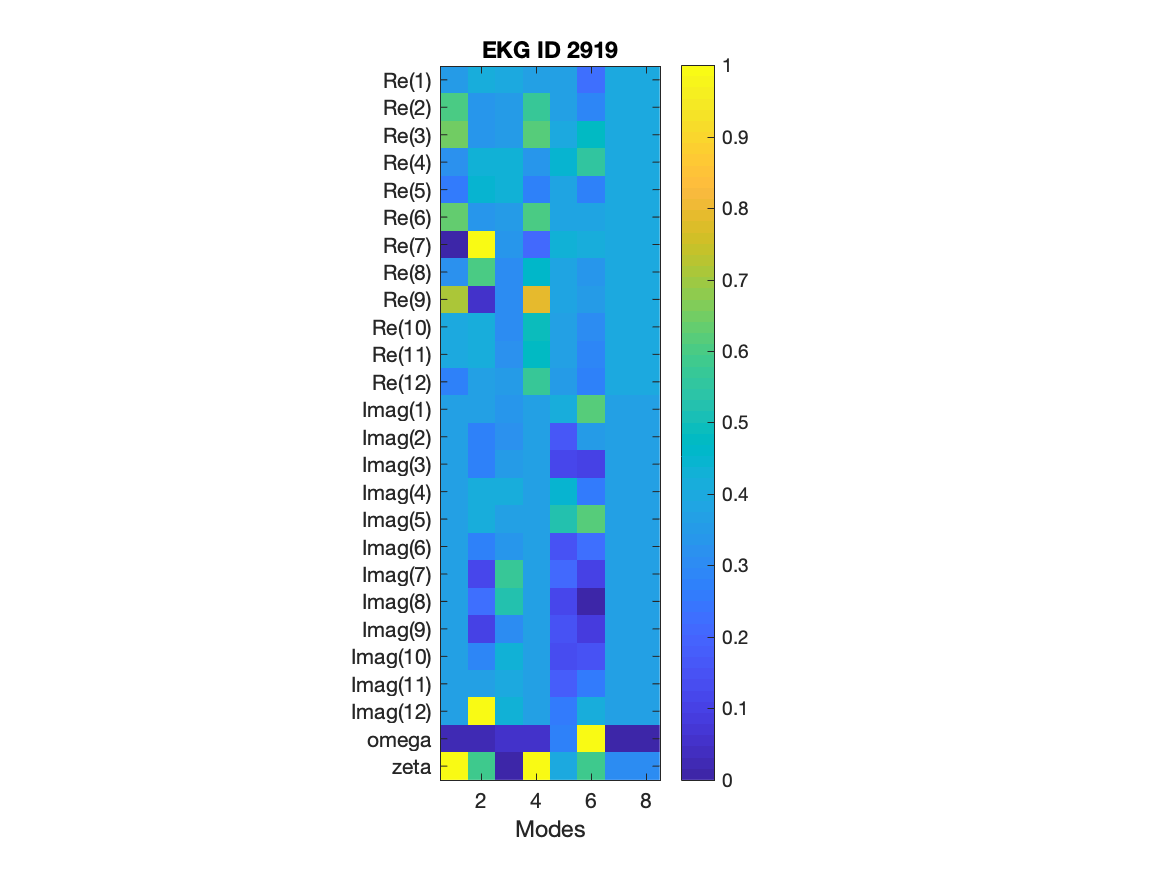 EKG ID 2919
Re(1)
Re(2)
Re(3)
Re(4)
Re(5)
Re(6)
Re(7)
Re(8)
Re(9)
Re(10)
Re(11)
Re(12)
Imag(1)
Imag(2)
Imag(3)
Imag(4)
Imag(5)
Imag(6)
Imag(7)
Imag(8)
Imag(9)
Imag(10)
Imag(11)
Imag(12)
omega
zeta
2 4 6 8
Modes
1
0.9
0.8
0.7
0.6
0.5
0.4
0.3
0.2
0.1
0